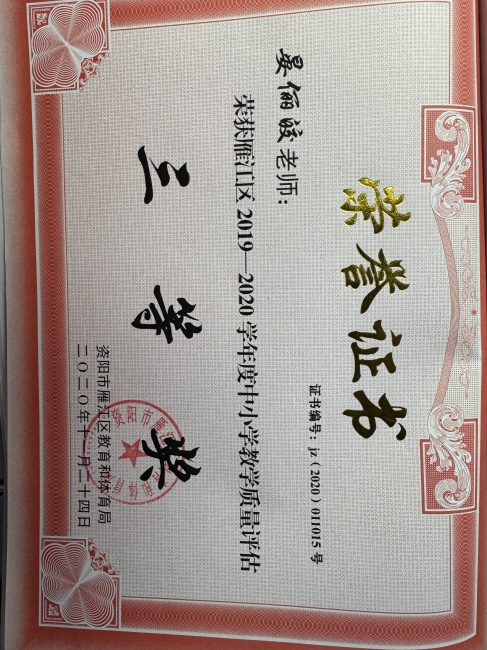 荣誉证书
证书编号：jz（2020）011015号
晏俪皎老师：
荣获雁江区2019—2020学年度中小学教学质量评估
三等奖
资阳市雁江区教育和体育局
二〇二〇年十一月二十四日